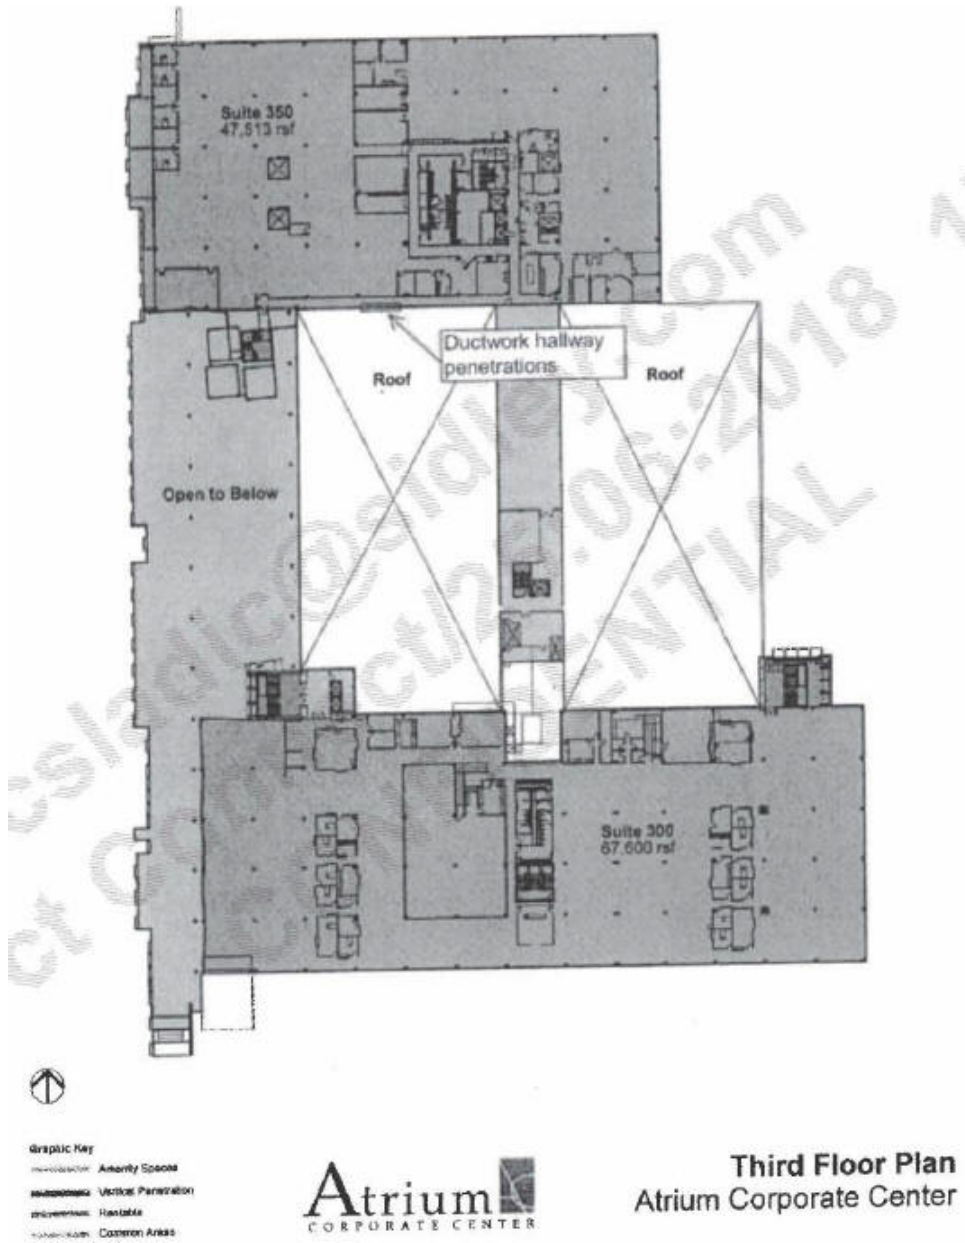 Suite 350
47,513 rsf
Ductwork hallway
penetrations
Roof
Roof
Open to Below
Suite 300
67,600 rsf
Graphic Key
Amenity Spaces
Vertical Penetration
Rentable
Common Areas
Atrium
CORPORATE CENTER
Third Floor Plan
Atrium Corporate Center